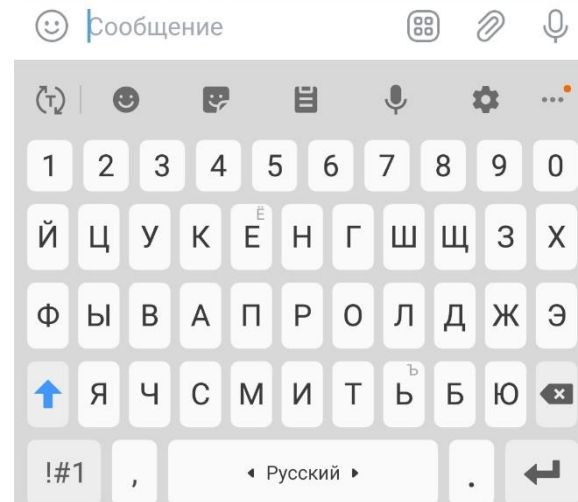 Сообщение
1 2 3 4 5 6 7 8 9 0
Ё
Й Ц У К Е Н Г Ш Щ З Х
Ф Ы В А П Р О Л Д Ж Э
Ъ
Я Ч С М И Т Ь Б Ю
!#1 , Русский .